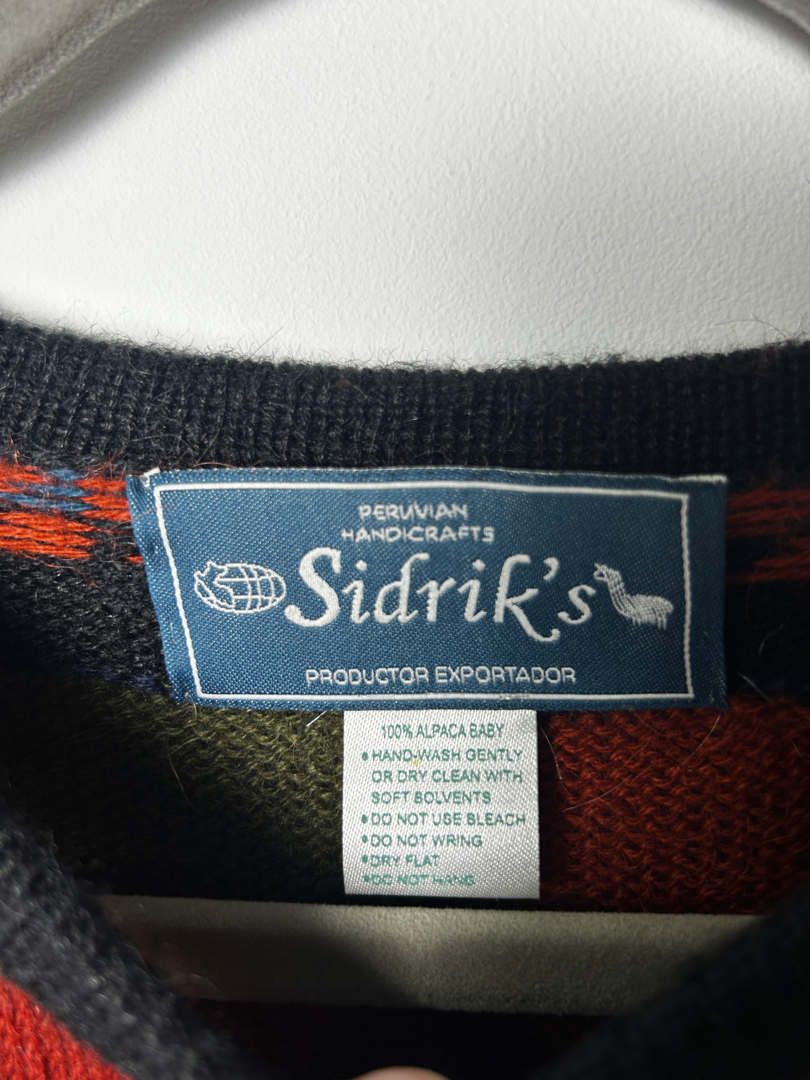 PERUVIAN
HANDICRAFTS
Sidrik's
PRODUCTOR EXPORTADOR
100% ALPACA BABY
• HAND-WASH GENTLY
OR DRY CLEAN WITH
SOFT SOLVENTS
• DO NOT USE BLEACH
• DO NOT WRING
• DRY FLAT
• DO NOT HANG